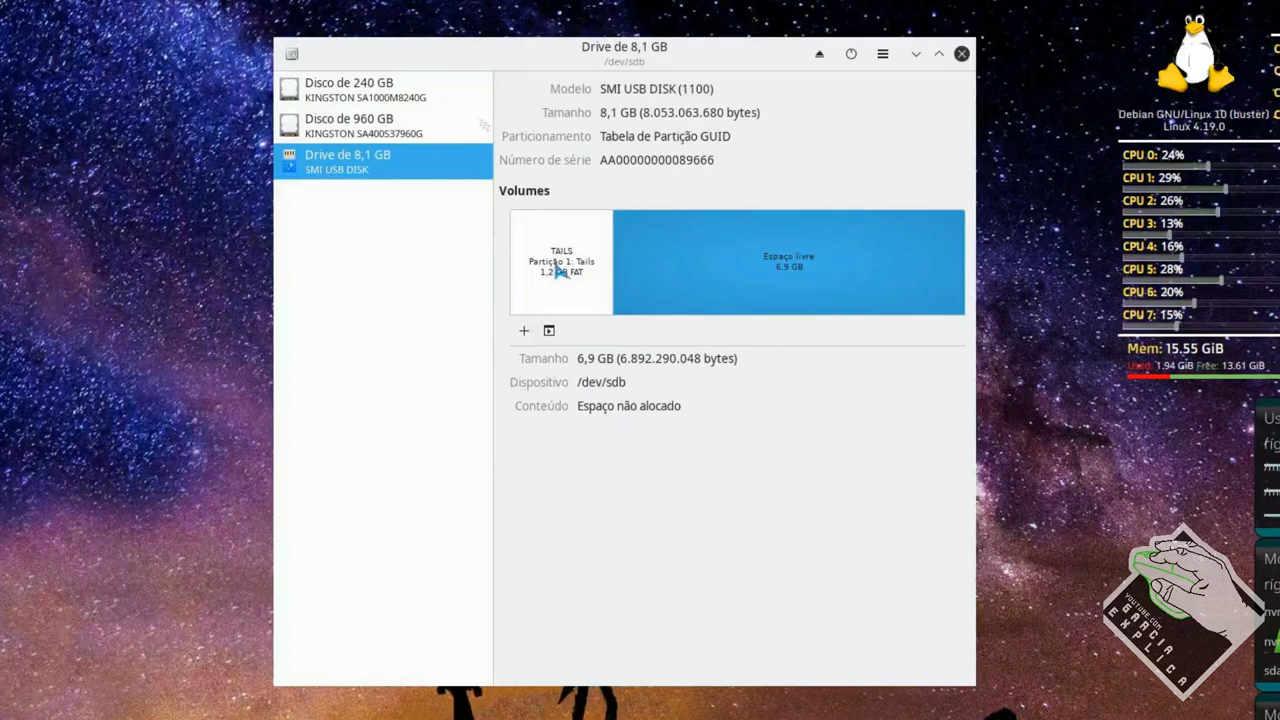 Drive de 8,1 GB
/dev/sdb
Disco de 240 GB
KINGSTON SA1000M8240G
Disco de 960 GB
KINGSTON SA400S37960G
Drive de 8,1 GB
SMI USB DISK
Modelo SMI USB DISK (1100)
Tamanho 8,1 GB (8.053.063.680 bytes)
Particionamento Tabela de Partição GUID
Número de série AA00000000089666
Volumes
TAILS
Partição 1: Tails
FAT
Espaço livre
6,9 GB
Tamanho 6,9 GB (6.892.290.048 bytes)
Dispositivo /dev/sdb
Conteúdo Espaço não alocado
Debian GNU/Linux 10 (buster)
Linux 4.19.0
CPU 0: 24%
CPU 1: 29%
CPU 2: 26%
CPU 3: 13%
CPU 4: 16%
CPU 5: 28%
CPU 6: 20%
CPU 7: 15%
Mem: 15.55 GiB
Used: 1.94 GiB Free: 13.61 GiB
YOUTUBE.COM
GARCIA
EXPLICA